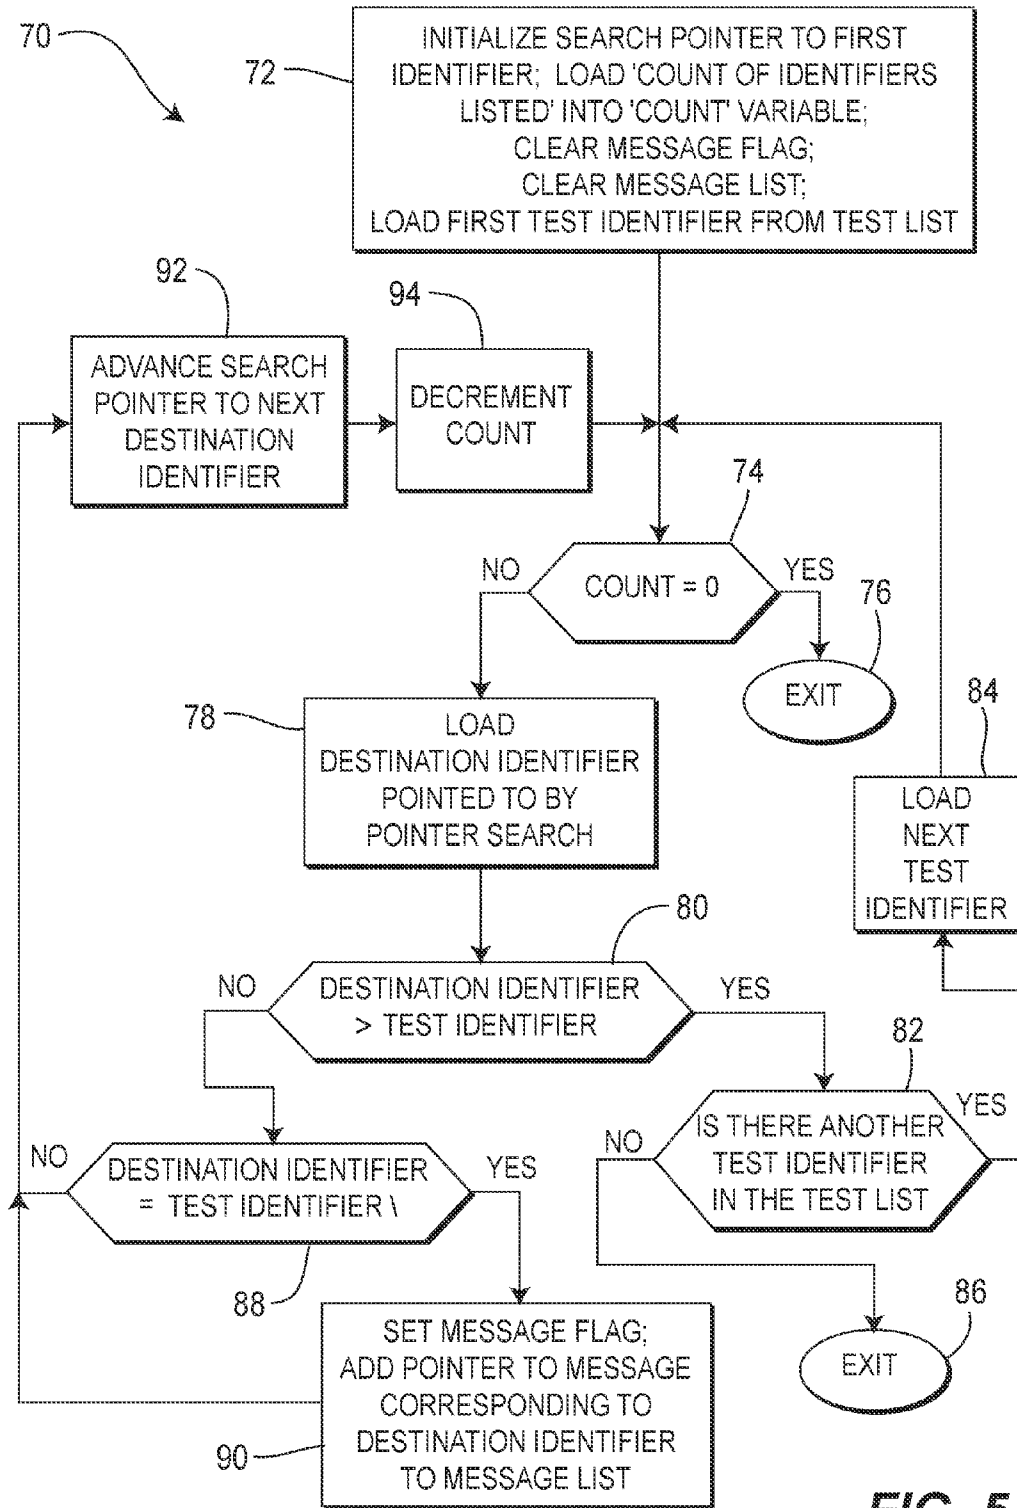 70
72
INITIALIZE SEARCH POINTER TO FIRST
IDENTIFIER; LOAD 'COUNT OF IDENTIFIERS
LISTED' INTO 'COUNT' VARIABLE;
CLEAR MESSAGE FLAG;
CLEAR MESSAGE LIST;
LOAD FIRST TEST IDENTIFIER FROM TEST LIST
92
94
ADVANCE SEARCH
POINTER TO NEXT
DESTINATION
IDENTIFIER
DECREMENT
COUNT
74
NO
COUNT = 0
YES
76
EXIT
78
LOAD
DESTINATION IDENTIFIER
POINTED TO BY
POINTER SEARCH
84
LOAD
NEXT
TEST
IDENTIFIER
80
NO
DESTINATION IDENTIFIER
> TEST IDENTIFIER
YES
82
NO
IS THERE ANOTHER
TEST IDENTIFIER
IN THE TEST LIST
YES
NO
DESTINATION IDENTIFIER
= TEST IDENTIFIER \
YES
88
86
EXIT
90
SET MESSAGE FLAG;
ADD POINTER TO MESSAGE
CORRESPONDING TO
DESTINATION IDENTIFIER
TO MESSAGE LIST
FIG. 5